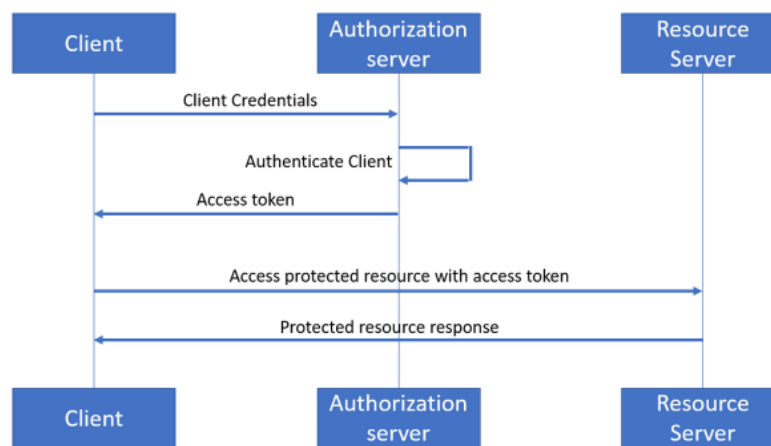 Client
Authorization
server
Resource
Server
Client Credentials
Authenticate Client
Access token
Access protected resource with access token
Protected resource response
Client
Authorization
server
Resource
Server